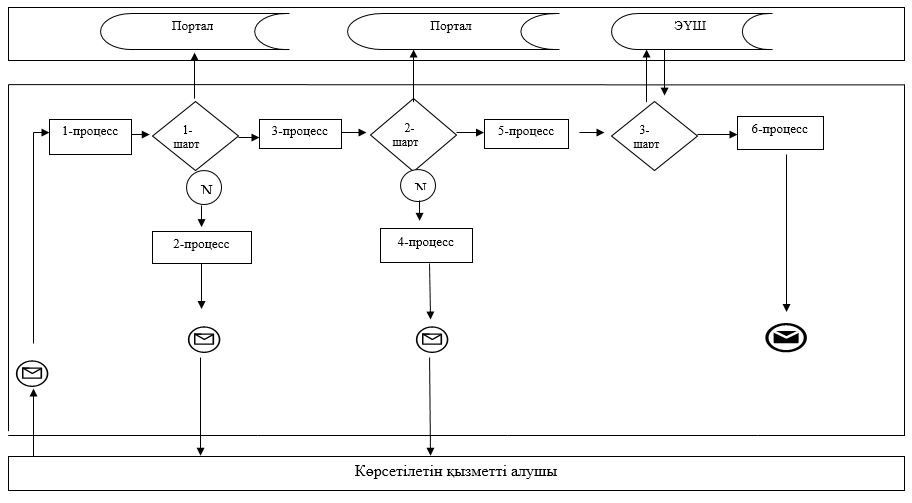 Портал
Портал
ЭҮШ
1-процесс
1-
шарт
3-процесс
2-
шарт
5-процесс
3-
шарт
6-процесс
N
N
2-процесс
4-процесс
Көрсетілетін қызметті алушы